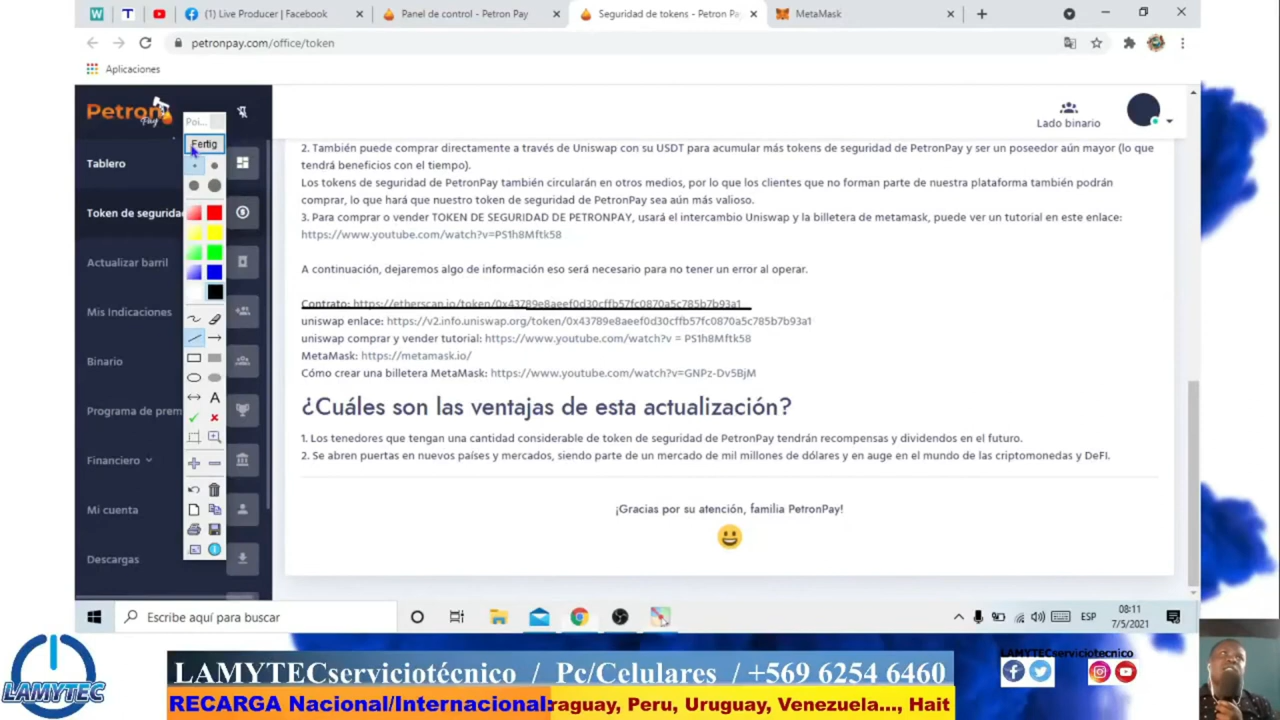 (1) Live Producer | Facebook
Panel de control - Petron Pay
Seguridad de tokens - Petron Pa
MetaMask
petronpay.com/office/token
Aplicaciones
Petron
Pay
Poi...
Fertig
Lado binario
Tablero
Token de segurida
Actualizar barril
Mis Indicaciones
Binario
Programa de prem
Financiero
Mi cuenta
Descargas
2. También puede comprar directamente a través de Uniswap con su USDT para acumular más tokens de seguridad de PetronPay y ser un poseedor aún mayor (lo que
tendrá beneficios con el tiempo).
Los tokens de seguridad de PetronPay también circularán en otros medios, por lo que los clientes que no forman parte de nuestra plataforma también podrán
comprar, lo que hará que nuestro token de seguridad sea aún más valioso.
3. Para comprar o vender TOKEN DE SEGURIDAD DE PETRONPAY, usará el intercambio Uniswap y la billetera de metamask, puede ver un tutorial en este enlace:
https://www.youtube.com/watch?v=PS1h8Mftk58
A continuación, dejaremos algo de información eso será necesario para no tener un error al operar.
Contrato: https://etherscan.io/token/0x43789e8aeef0d30cffb57fc0870a5c785b7b93a1
uniswap enlace: https://v2.info.uniswap.org/token/0x43789e8aeef0d30cffb57fc0870a5c785b7b93a1
uniswap comprar y vender tutorial: https://www.youtube.com/watch?v = PS1h8Mftk58
MetaMask: https://metamask.io/
Cómo crear una billetera MetaMask: https://www.youtube.com/watch?v=GNPz-Dv5BjM
¿Cuáles son las ventajas de esta actualización?
1. Los tenedores que tengan una cantidad considerable de token de seguridad de PetronPay tendrán recompensas y dividendos en el futuro.
2. Se abren puertas en nuevos países y mercados, siendo parte de un mercado de mil millones de dólares y en auge en el mundo de las criptomonedas y DeFI.
¡Gracias por su atención, familia PetronPay!
Escribe aquí para buscar
ESP
08:11
7/5/2021
LAMYTEC
LAMYTECserviciotécnico / Pc/Celulares / +569 6254 6460
RECARGA Nacional/Internacional:raguay, Peru, Uruguay, Venezuela..., Hait
LAMYTECserviciotecnico